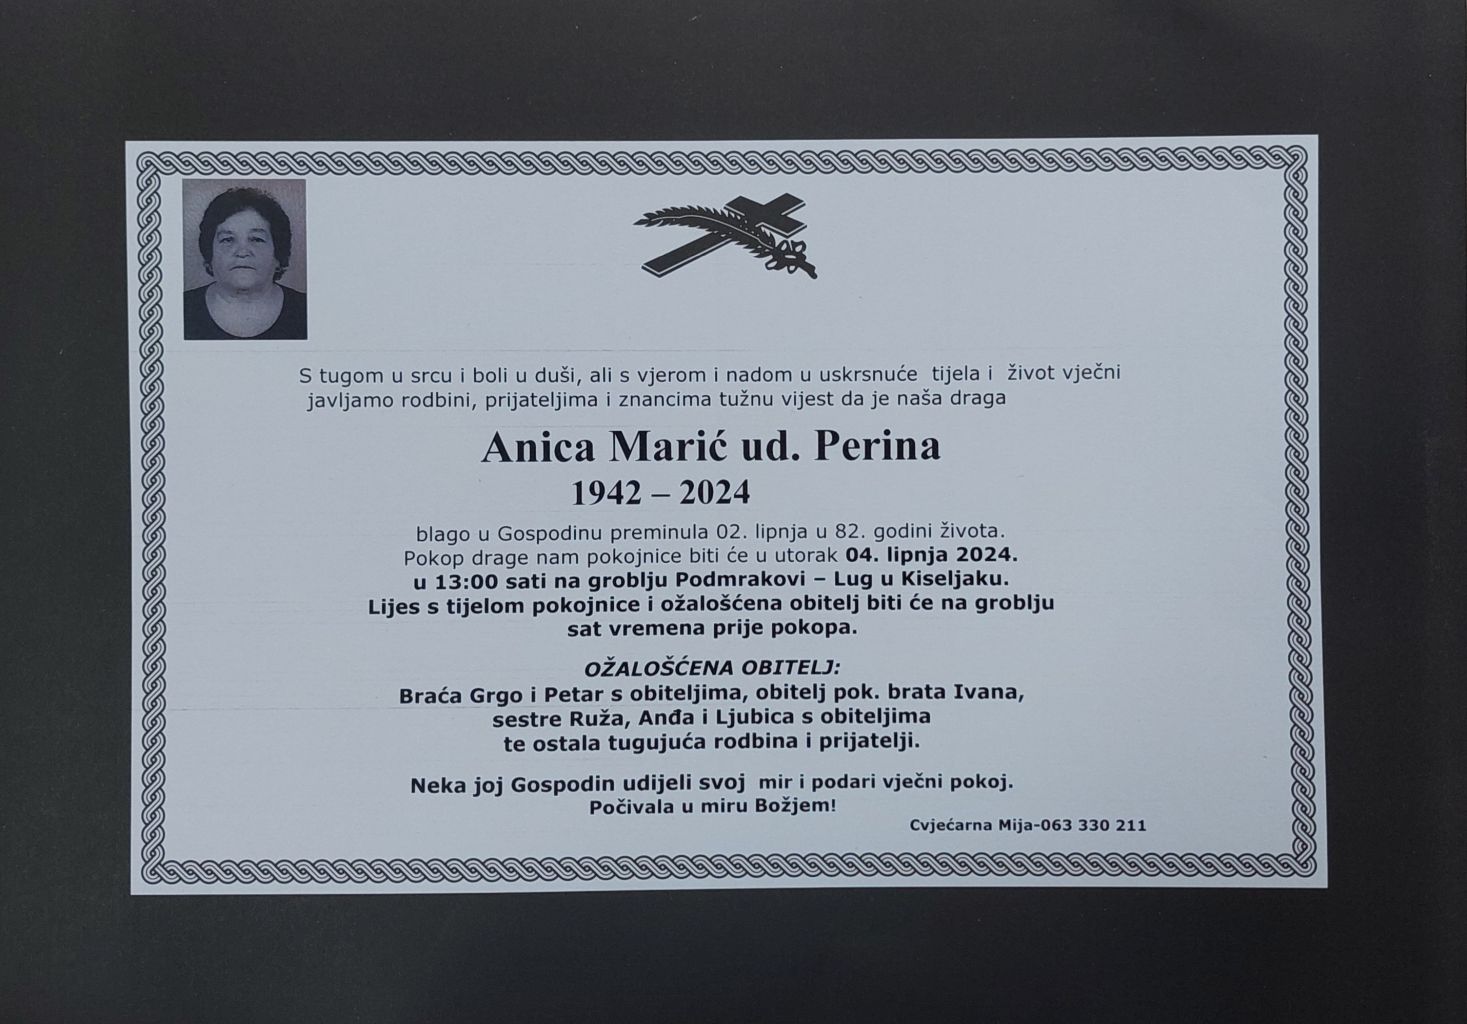 S tugom u srcu i boli u duši, ali s vjerom i nadom u uskrsnuće tijela i život vječni
javljamo rodbini, prijateljima i znancima tužnu vijest da je naša draga
Anica Marić ud. Perina
1942 – 2024
blago u Gospodinu preminula 02. lipnja u 82. godini života.
Pokop drage nam pokojnice biti će u utorak 04. lipnja 2024.
u 13:00 sati na groblju Podmrakovi – Lug u Kiseljaku.
Lijes s tijelom pokojnice i ožalošćena obitelj biti će na groblju
sat vremena prije pokopa.
OŽALOŠĆENA OBITELJ:
Braća Grgo i Petar s obiteljima, obitelj pok. brata Ivana,
sestre Ruža, Anđa i Ljubica s obiteljima
te ostala tugujuća rodbina i prijatelji.
Neka joj Gospodin udijeli svoj mir i podari vječni pokoj.
Počivala u miru Božjem!
Cvjećarna Mija-063 330 211